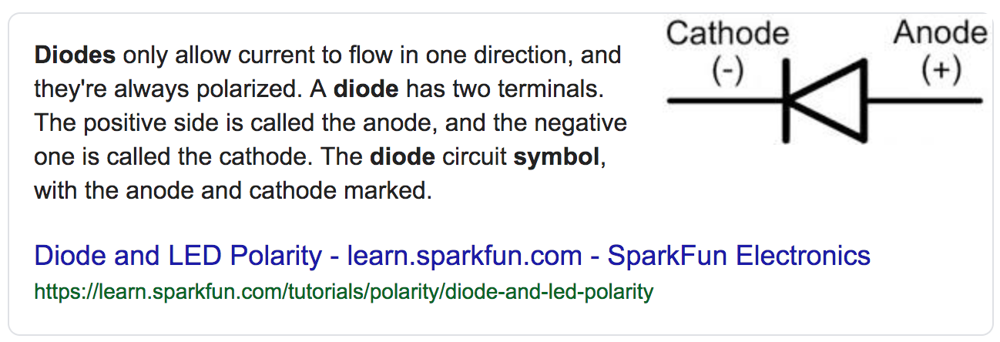 Diodes only allow current to flow in one direction, and
they're always polarized. A diode has two terminals.
The positive side is called the anode, and the negative
one is called the cathode. The diode circuit symbol,
with the anode and cathode marked.
Cathode Anode
(-) (+)
Diode and LED Polarity - learn.sparkfun.com - SparkFun Electronics
https://learn.sparkfun.com/tutorials/polarity/diode-and-led-polarity